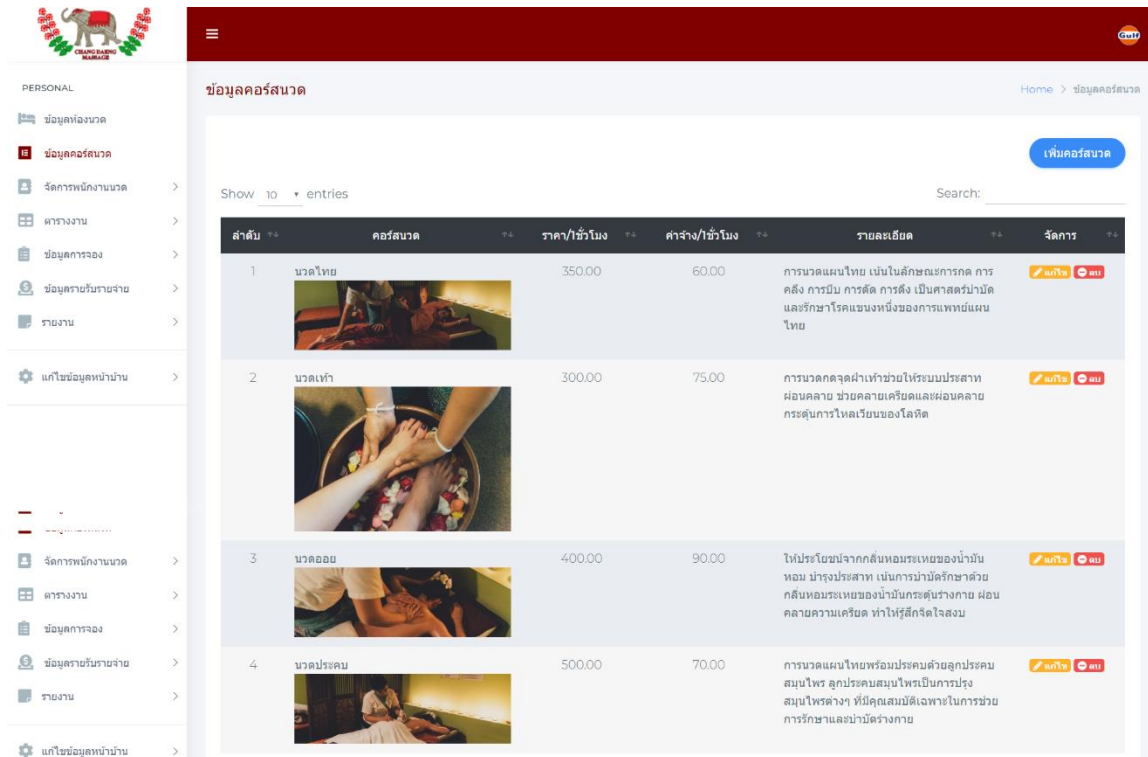 CHANG DAENG
MASSAGE
Gulf
PERSONAL
ข้อมูลห้องนวด
ข้อมูลคอร์สนวด
จัดการพนักงานนวด
ตารางงาน
ข้อมูลการจอง
ข้อมูลรายรับรายจ่าย
รายงาน
แก้ไขข้อมูลหน้าบ้าน
จัดการพนักงานนวด
ตารางงาน
ข้อมูลการจอง
ข้อมูลรายรับรายจ่าย
รายงาน
แก้ไขข้อมูลหน้าบ้าน
ข้อมูลคอร์สนวด
Home > ข้อมูลคอร์สนวด
เพิ่มคอร์สนวด
Show 10 entries
Search:
ลำดับ คอร์สนวด ราคา/1ชั่วโมง ค่าจ้าง/1ชั่วโมง รายละเอียด จัดการ
1 นวดไทย 350.00 60.00 การนวดแผนไทย เน้นในลักษณะการกด การ แก้ไข ลบ
คลึง การบีบ การดัด การดึง เป็นศาสตร์บำบัด
และรักษาโรคแขนงหนึ่งของการแพทย์แผน
ไทย
2 นวดเท้า 300.00 75.00 การนวดกดจุดฝ่าเท้าช่วยให้ระบบประสาท แก้ไข ลบ
ผ่อนคลาย ช่วยคลายเครียดและผ่อนคลาย
กระตุ้นการไหลเวียนของโลหิต
3 นวดออย 400.00 90.00 ให้ประโยชน์จากกลิ่นหอมระเหยของน้ำมัน แก้ไข ลบ
หอม บำรุงประสาท เน้นการบำบัดรักษาด้วย
กลิ่นหอมระเหยของน้ำมันกระตุ้นร่างกาย ผ่อน
คลายความเครียด ทำให้รู้สึกจิตใจสงบ
4 นวดประคบ 500.00 70.00 การนวดแผนไทยพร้อมประคบด้วยลูกประคบ แก้ไข ลบ
สมุนไพร ลูกประคบสมุนไพรเป็นการปรุง
สมุนไพรต่างๆ ที่มีคุณสมบัติเฉพาะในการช่วย
การรักษาและบำบัดร่างกาย